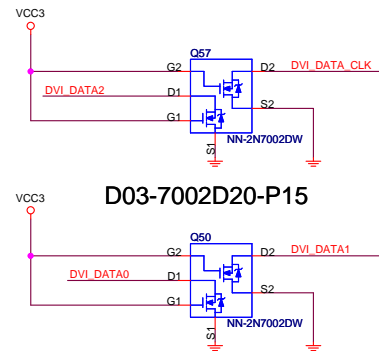 VCC3
Q57
G2
D2
DVI_DATA_CLK
DVI_DATA2
D1
S2
G1
S1
NN-2N7002DW
D03-7002D20-P15
VCC3
Q50
G2
D2
DVI_DATA1
DVI_DATA0
D1
S2
G1
S1
NN-2N7002DW